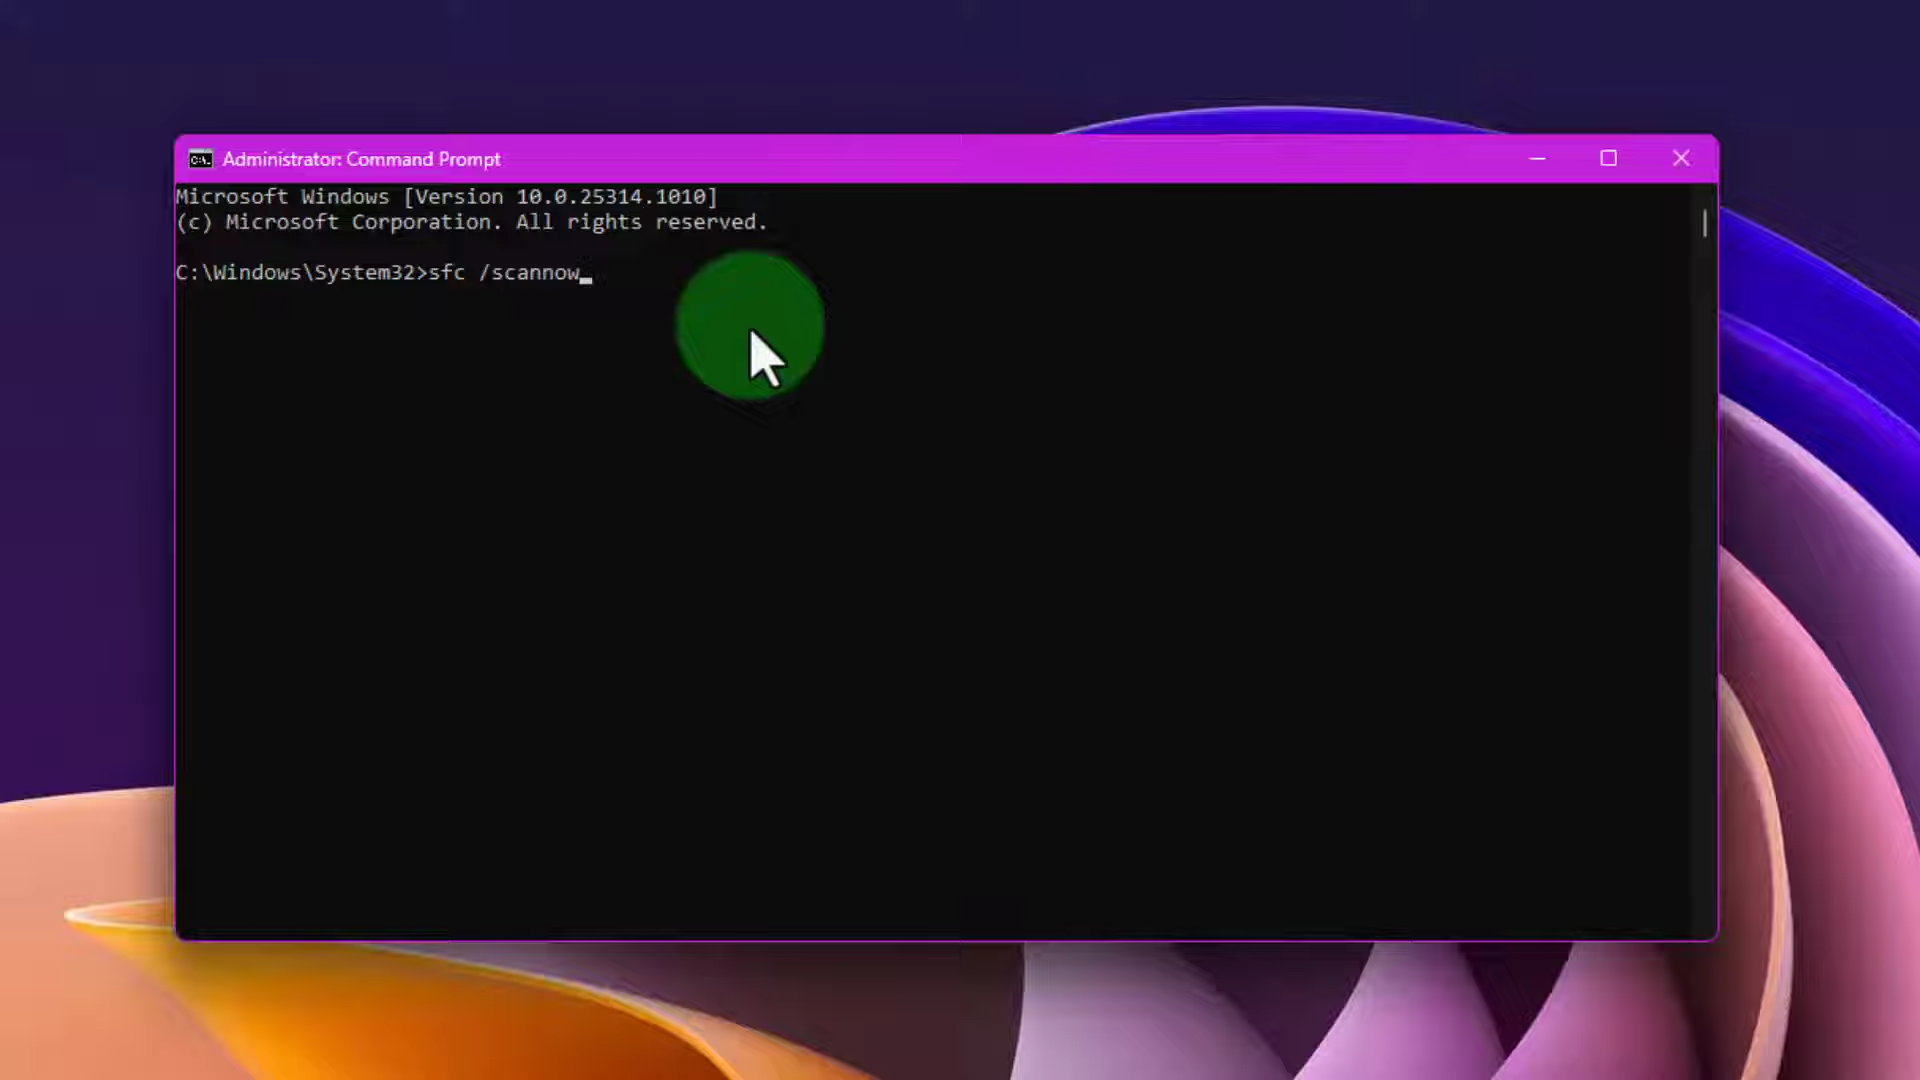 Administrator: Command Prompt
Microsoft Windows [Version 10.0.25314.1010]
(c) Microsoft Corporation. All rights reserved.
C:\Windows\System32>sfc /scannow